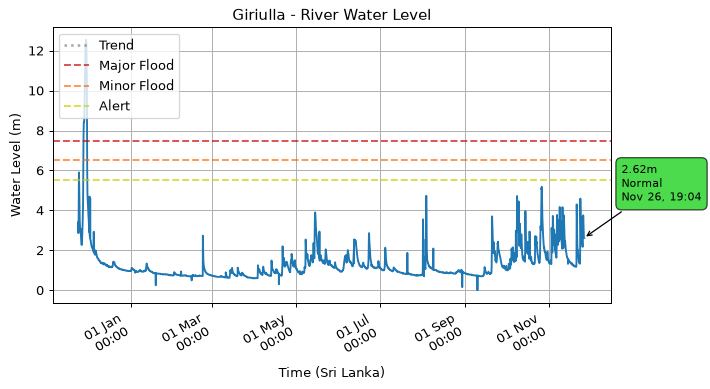 Giriulla - River Water Level
Trend
Major Flood
Minor Flood
Alert
Water Level (m)
12
10
8
6
4
2
0
2.62m
Normal
Nov 26, 19:04
01 Jan
00:00
01 Mar
00:00
01 May
00:00
01 Jul
00:00
01 Sep
00:00
01 Nov
00:00
Time (Sri Lanka)